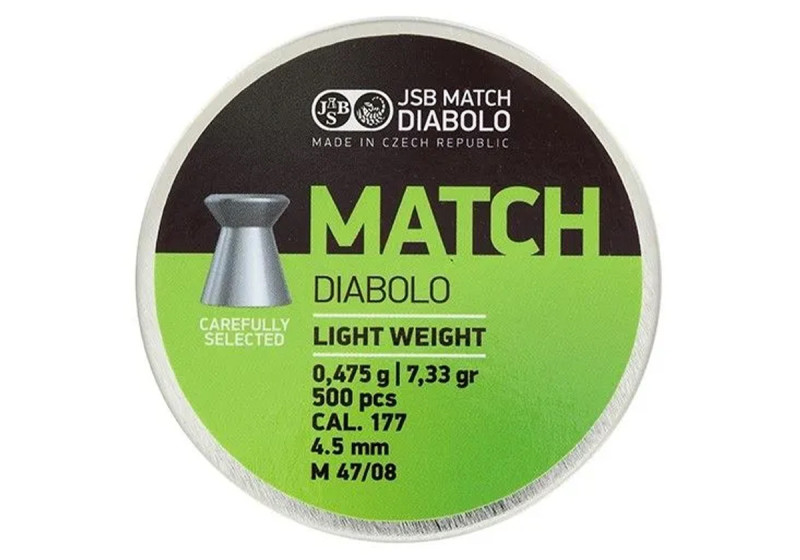 JSB
JSB MATCH
DIABOLO
MADE IN CZECH REPUBLIC
MATCH
DIABOLO
CAREFULLY
SELECTED
LIGHT WEIGHT
0,475 g | 7,33 gr
500 pcs
CAL. 177
4.5 mm
M 47/08